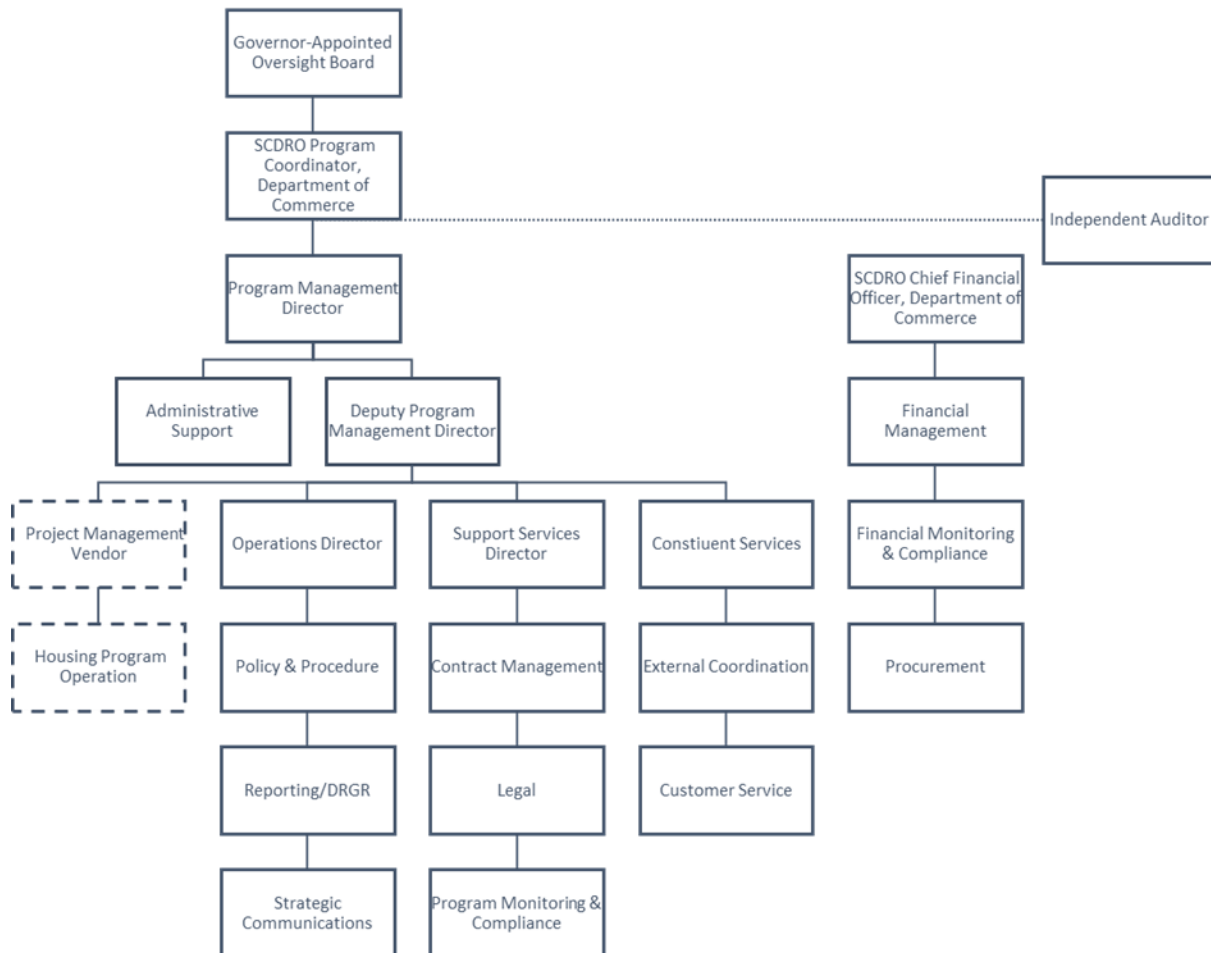 Governor-Appointed
Oversight Board
SCDRO Program
Coordinator,
Department of
Commerce
Independent Auditor
Program Management
Director
SCDRO Chief Financial
Officer, Department of
Commerce
Administrative
Support
Deputy Program
Management Director
Financial
Management
Project Management
Vendor
Operations Director
Support Services
Director
Constiuent Services
Financial Monitoring
& Compliance
Housing Program
Operation
Policy & Procedure
Contract Management
External Coordination
Procurement
Reporting/DRGR
Legal
Customer Service
Strategic
Communications
Program Monitoring &
Compliance